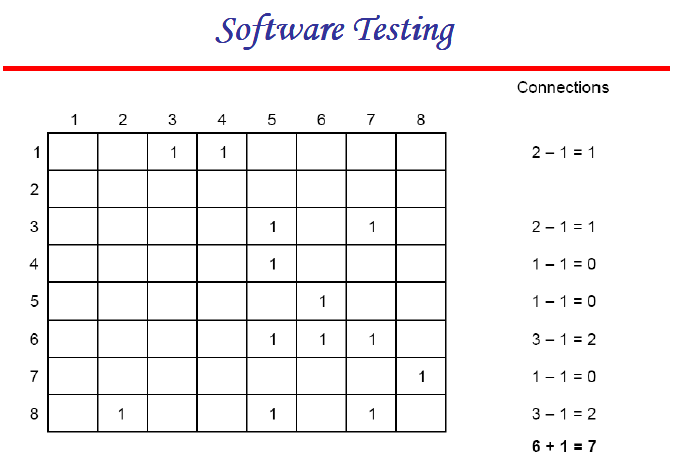 Software Testing
Connections
1 2 3 4 5 6 7 8
1 1 1 2 – 1 = 1
2
3 1 1 2 – 1 = 1
4 1 1 – 1 = 0
5 1 1 – 1 = 0
6 1 1 1 3 – 1 = 2
7 1 1 – 1 = 0
8 1 1 1 3 – 1 = 2
6 + 1 = 7